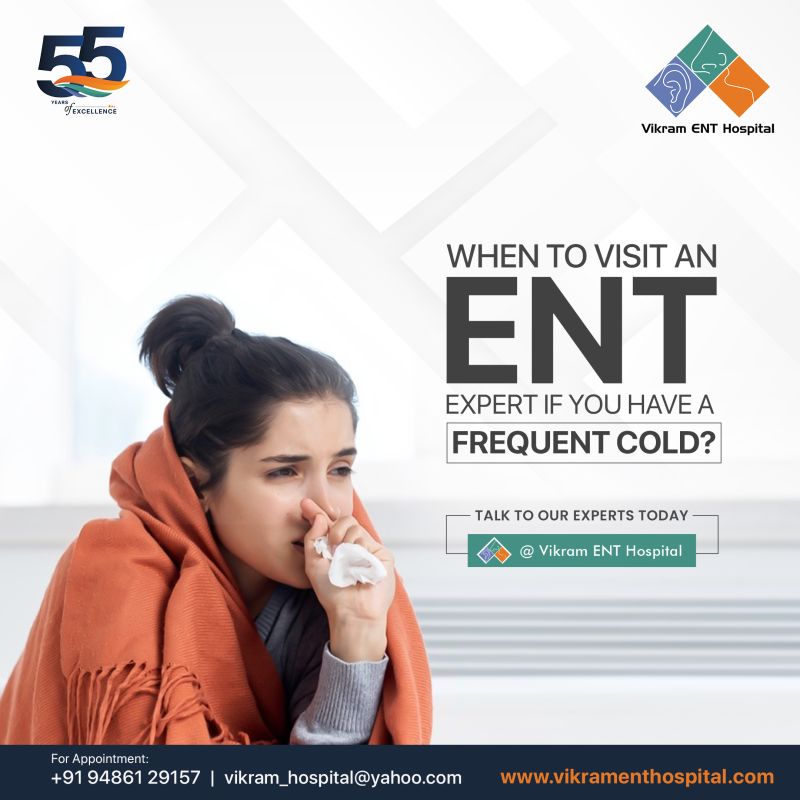 55
YEARS
of EXCELLENCE
Vikram ENT Hospital
WHEN TO VISIT AN
ENT
EXPERT IF YOU HAVE A
FREQUENT COLD?
TALK TO OUR EXPERTS TODAY
@ Vikram ENT Hospital
For Appointment:
+91 94861 29157 | vikram_hospital@yahoo.com
www.vikramenthospital.com